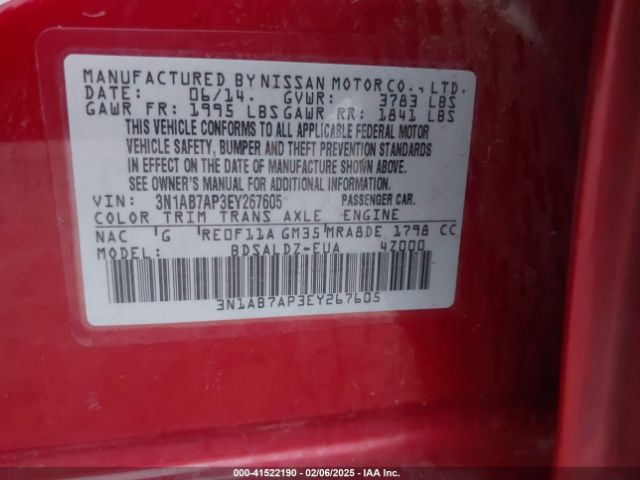 MANUFACTURED BY NISSAN MOTOR CO., LTD.
DATE: 06/14. GVWR: 3783 LBS
GAWR FR: 1995 LBS GAWR RR: 1841 LBS
THIS VEHICLE CONFORMS TO ALL APPLICABLE FEDERAL MOTOR
VEHICLE SAFETY, BUMPER AND THEFT PREVENTION STANDARDS
IN EFFECT ON THE DATE OF MANUFACTURE SHOWN ABOVE.
SEE OWNER'S MANUAL FOR ADDITIONAL INFORMATION.
VIN: 3N1AB7AP3EY267605 PASSENGER CAR.
COLOR TRIM TRANS AXLE ENGINE
NAC G RE0F11A GM35 MRA8DE 1798 CC
MODEL: BDSALDZ-EUA 4Z000
3N1AB7AP3EY267605
000-41522190 - 02/06/2025 - IAA Inc.